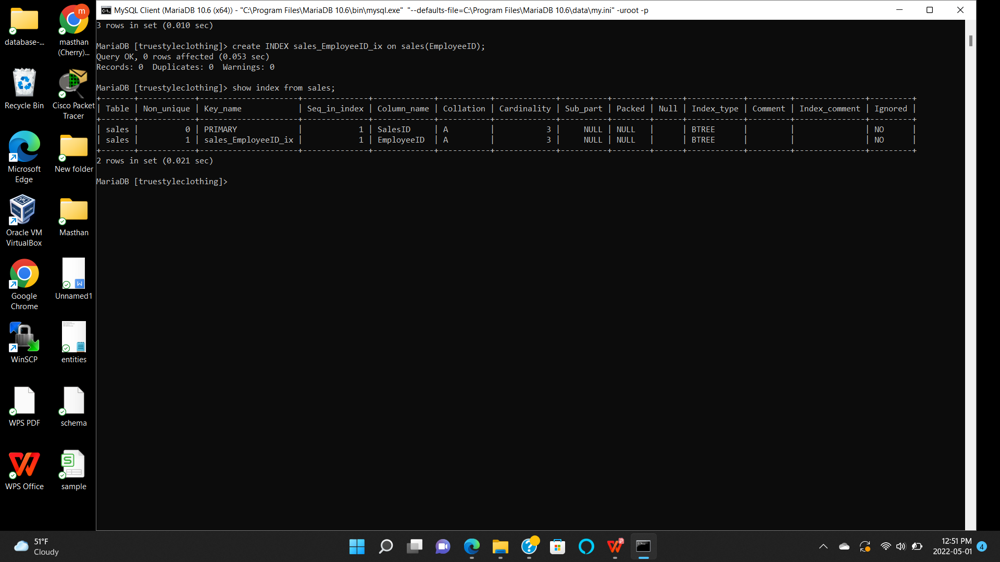 MySQL Client (MariaDB 10.6 (x64)) - "C:\Program Files\MariaDB 10.6\bin\mysql.exe"  "--defaults-file=C:\Program Files\MariaDB 10.6\data\my.ini" -uroot -p
3 rows in set (0.010 sec)
MariaDB [truestyleclothing]> create INDEX sales_EmployeeID_ix on sales(EmployeeID);
Query OK, 0 rows affected (0.053 sec)
Records: 0  Duplicates: 0  Warnings: 0
MariaDB [truestyleclothing]> show index from sales;
+-------+------------+---------------------+--------------+-------------+-----------+-------------+----------+--------+------+------------+---------+---------------+---------+
| Table | Non_unique | Key_name            | Seq_in_index | Column_name | Collation | Cardinality | Sub_part | Packed | Null | Index_type | Comment | Index_comment | Ignored |
+-------+------------+---------------------+--------------+-------------+-----------+-------------+----------+--------+------+------------+---------+---------------+---------+
| sales |          0 | PRIMARY             |            1 | SalesID     | A         |           3 |     NULL | NULL   |      | BTREE      |         |               | NO      |
| sales |          1 | sales_EmployeeID_ix |            1 | EmployeeID  | A         |           3 |     NULL | NULL   |      | BTREE      |         |               | NO      |
+-------+------------+---------------------+--------------+-------------+-----------+-------------+----------+--------+------+------------+---------+---------------+---------+
2 rows in set (0.021 sec)
MariaDB [truestyleclothing]>
database-...
m
masthan
(Cherry)...
Recycle Bin
Cisco Packet
Tracer
Microsoft
Edge
New folder
Oracle VM
VirtualBox
Masthan
Google
Chrome
W
Unnamed1
WinSCP
entities
WPS PDF
schema
WPS Office
S
sample
51°F
Cloudy
12:51 PM
2022-05-01
4